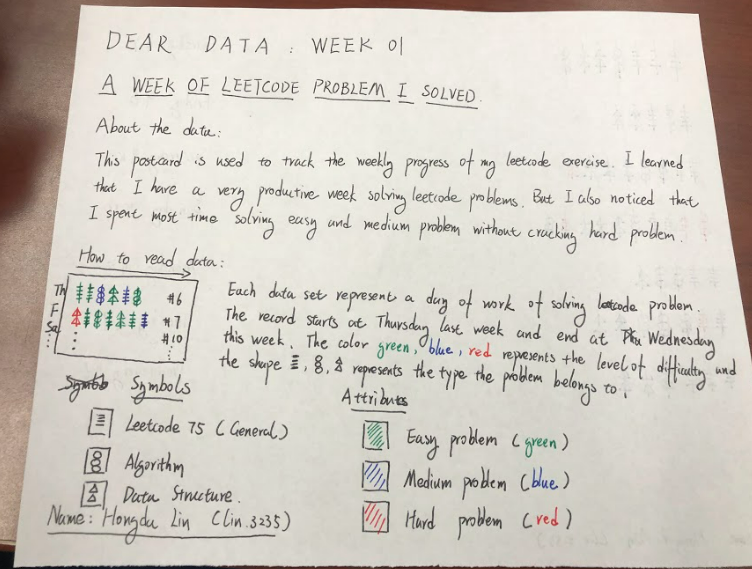 DEAR DATA : WEEK 01
A WEEK OF LEETCODE PROBLEM I SOLVED.
About the data:
This postcard is used to track the weekly progress of my leetcode exercise. I learned
that I have a very productive week solving leetcode problems. But I also noticed that
I spent most time solving easy and medium problem without cracking hard problem.
How to read data:
Th #6
F #7
Sa #10
Each data set represent a day of work of solving leetcode problem.
The record starts at Thursday last week and end at Wednesday
this week. The color green, blue, red represents the level of difficulty and
the shape , , represents the type the problem belongs to.
Symbols
Leetcode 75 (General)
Algorithm
Data Structure.
Attributes
Easy problem (green)
Medium problem (blue)
Hard problem (red)
Name: Hongda Lin (lin.3235)